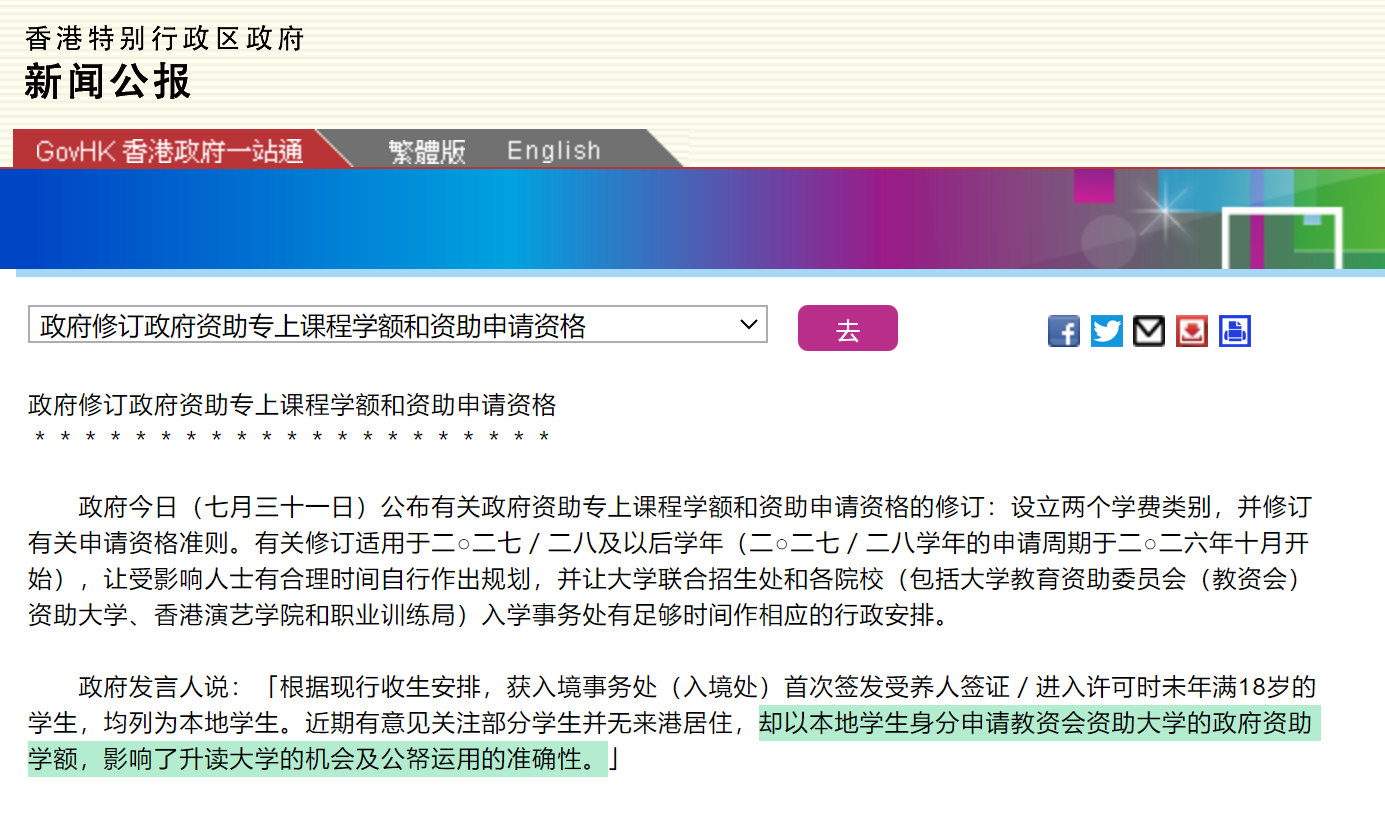 香港特别行政区政府
新闻公报
GovHK 香港政府一站通 繁體版 English
政府修订政府资助专上课程学额和资助申请资格 去
政府修订政府资助专上课程学额和资助申请资格
* * * * * * * * * * * * * * * * * * * * *
政府今日（七月三十一日）公布有关政府资助专上课程学额和资助申请资格的修订：设立两个学费类别，并修订
有关申请资格准则。有关修订适用于二○二七／二八及以后学年（二○二七／二八学年的申请周期于二○二六年十月开
始），让受影响人士有合理时间自行作出规划，并让大学联合招生处和各院校（包括大学教育资助委员会（教资会）
资助大学、香港演艺学院和职业训练局）入学事务处有足够时间作相应的行政安排。
政府发言人说：「根据现行收生安排，获入境事务处（入境处）首次签发受养人签证／进入许可时未年满18岁的
学生，均列为本地学生。近期有意见关注部分学生并无来港居住，却以本地学生身分申请教资会资助大学的政府资助
学额，影响了升读大学的机会及公帑运用的准确性。」